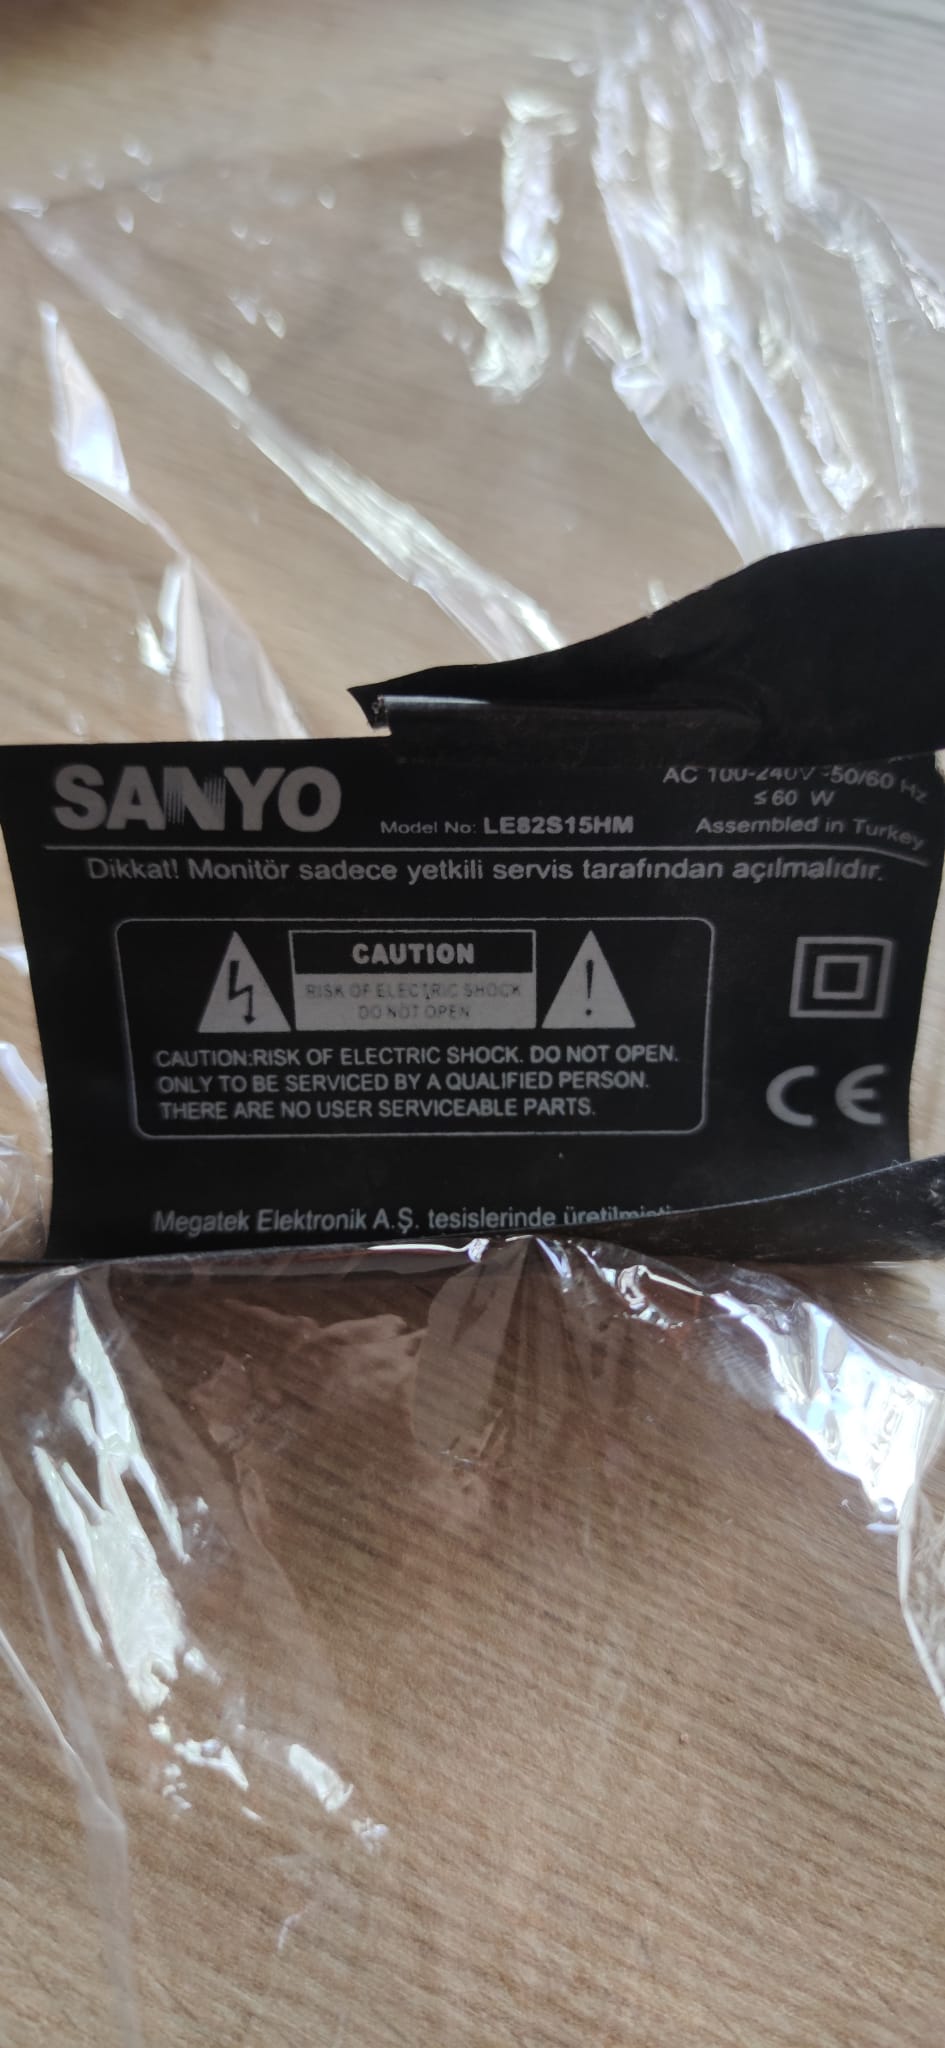 SANYO
Model No: LE82S15HM
AC 100-240V ~50/60 Hz
≤60 W
Assembled in Turkey
Dikkat! Monitör sadece yetkili servis tarafından açılmalıdır.
CAUTION
RISK OF ELECTRIC SHOCK
DO NOT OPEN
CAUTION:RISK OF ELECTRIC SHOCK. DO NOT OPEN.
ONLY TO BE SERVICED BY A QUALIFIED PERSON.
THERE ARE NO USER SERVICEABLE PARTS.
CE
Megatek Elektronik A.Ş. tesislerinde